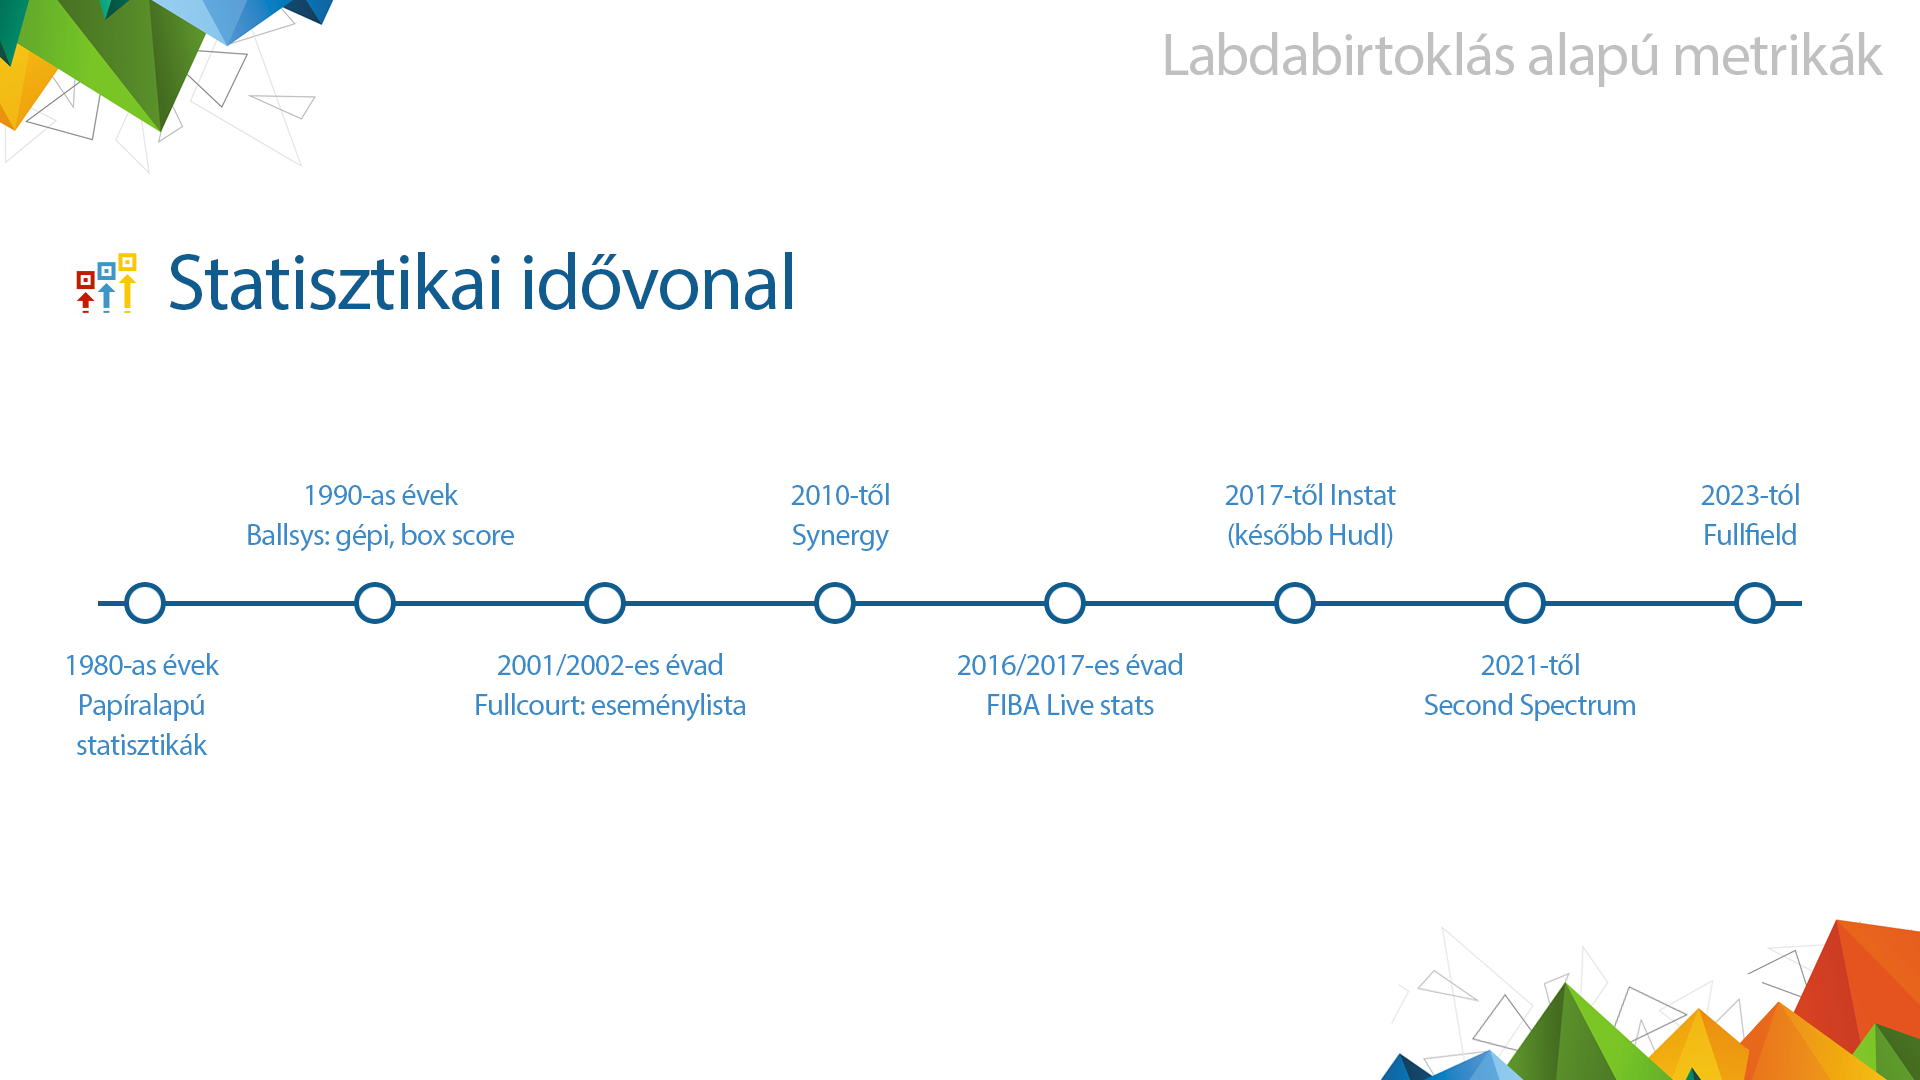 Labdabirtoklás alapú metrikák
Statisztikai idővonal
1980-as évek
Papíralapú
statisztikák
1990-as évek
Ballsys: gépi, box score
2001/2002-es évad
Fullcourt: eseménylista
2010-től
Synergy
2016/2017-es évad
FIBA Live stats
2017-től Instat
(később Hudl)
2021-től
Second Spectrum
2023-tól
Fullfield